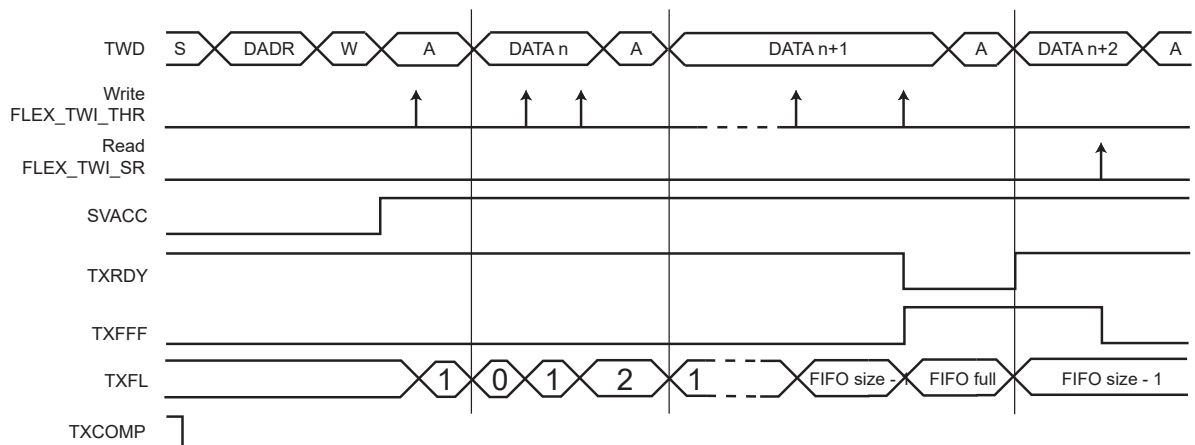 TWD S DADR W A DATA n A DATA n+1 A DATA n+2 A
Write
FLEX_TWI_THR
Read
FLEX_TWI_SR
SVACC
TXRDY
TXFFF
TXFL 1 0 1 2 1 FIFO size - 1 FIFO full FIFO size - 1
TXCOMP